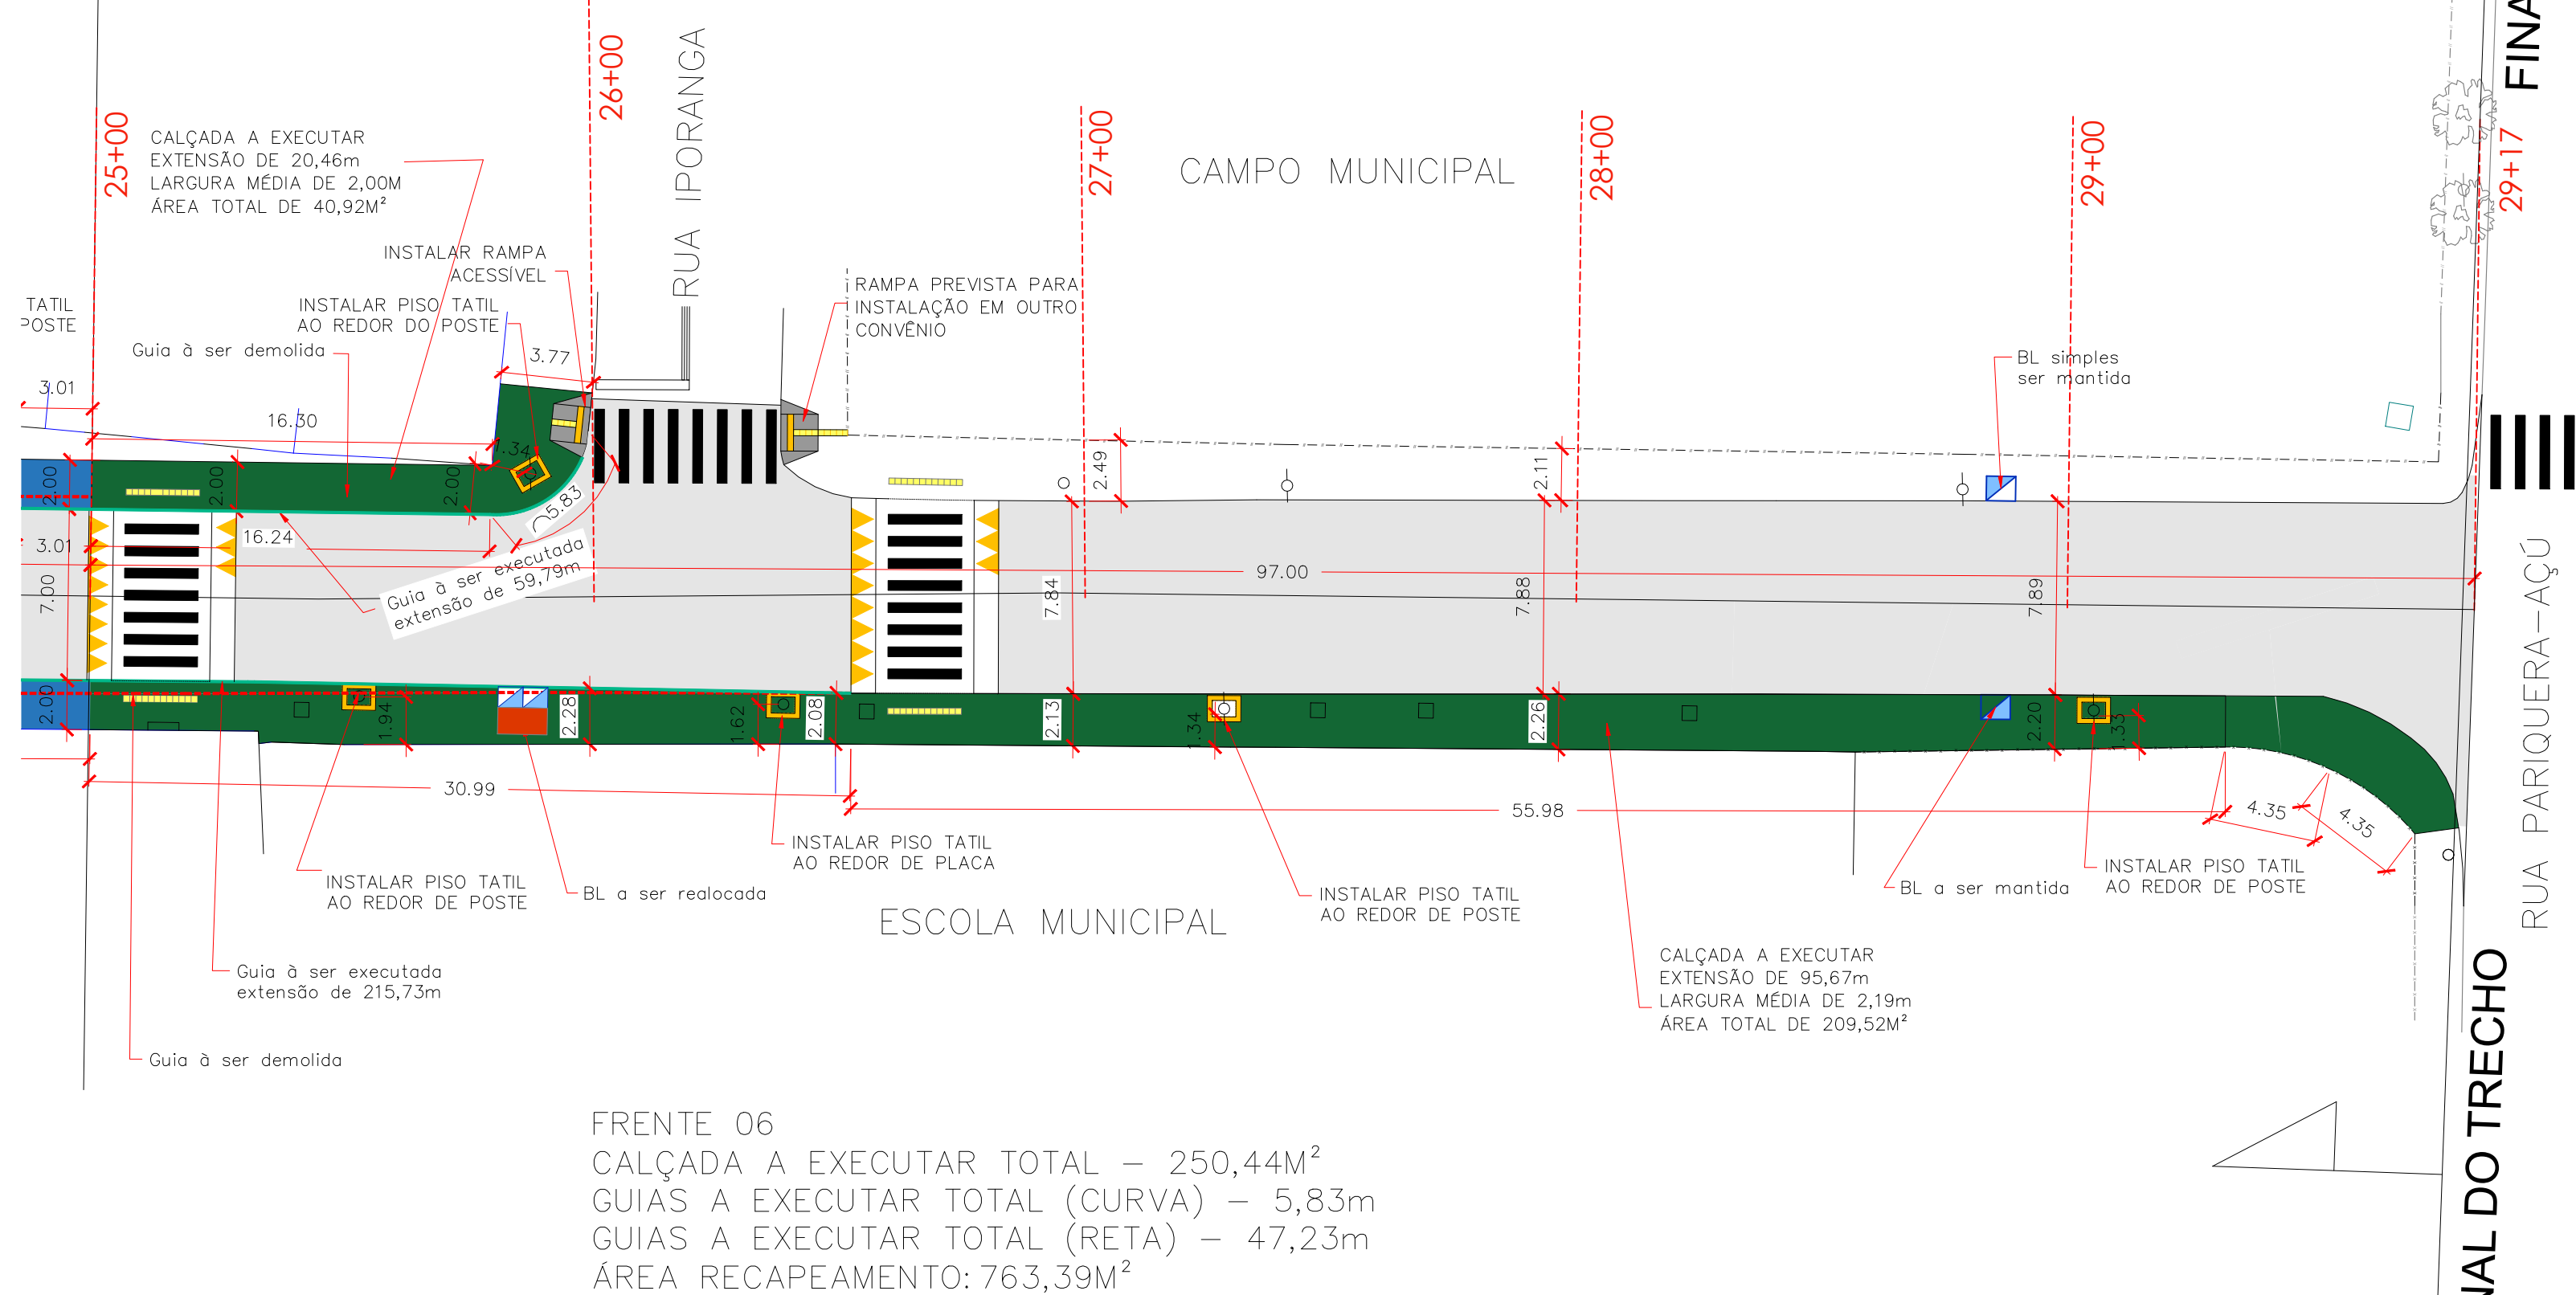 25+00
26+00
27+00
28+00
29+00
29+17
FINA
CALÇADA A EXECUTAR
EXTENSÃO DE 20,46m
LARGURA MÉDIA DE 2,00M
ÁREA TOTAL DE 40,92M²
RUA IPORANGA
CAMPO MUNICIPAL
INSTALAR RAMPA
ACESSÍVEL
TATIL
POSTE
INSTALAR PISO TATIL
AO REDOR DO POSTE
Guia à ser demolida
RAMPA PREVISTA PARA
INSTALAÇÃO EM OUTRO
CONVÊNIO
BL simples
ser mantida
3.77
3.01
16.30
1.34
2.00
2.00
2.00
5.83
2.49
2.11
3.01
16.24
Guia à ser executada
extensão de 59,79m
97.00
7.00
7.84
7.88
7.89
RUA PARIQUERA-AÇÚ
2.00
1.94
2.28
1.62
2.08
2.13
1.34
2.26
2.20
1.33
30.99
55.98
4.35
4.35
INSTALAR PISO TATIL
AO REDOR DE POSTE
BL a ser realocada
INSTALAR PISO TATIL
AO REDOR DE PLACA
INSTALAR PISO TATIL
AO REDOR DE POSTE
BL a ser mantida
INSTALAR PISO TATIL
AO REDOR DE POSTE
ESCOLA MUNICIPAL
Guia à ser executada
extensão de 215,73m
Guia à ser demolida
CALÇADA A EXECUTAR
EXTENSÃO DE 95,67m
LARGURA MÉDIA DE 2,19m
ÁREA TOTAL DE 209,52M²
NAL DO TRECHO
FRENTE 06
CALÇADA A EXECUTAR TOTAL – 250,44M²
GUIAS A EXECUTAR TOTAL (CURVA) – 5,83m
GUIAS A EXECUTAR TOTAL (RETA) – 47,23m
ÁREA RECAPEAMENTO: 763,39M²